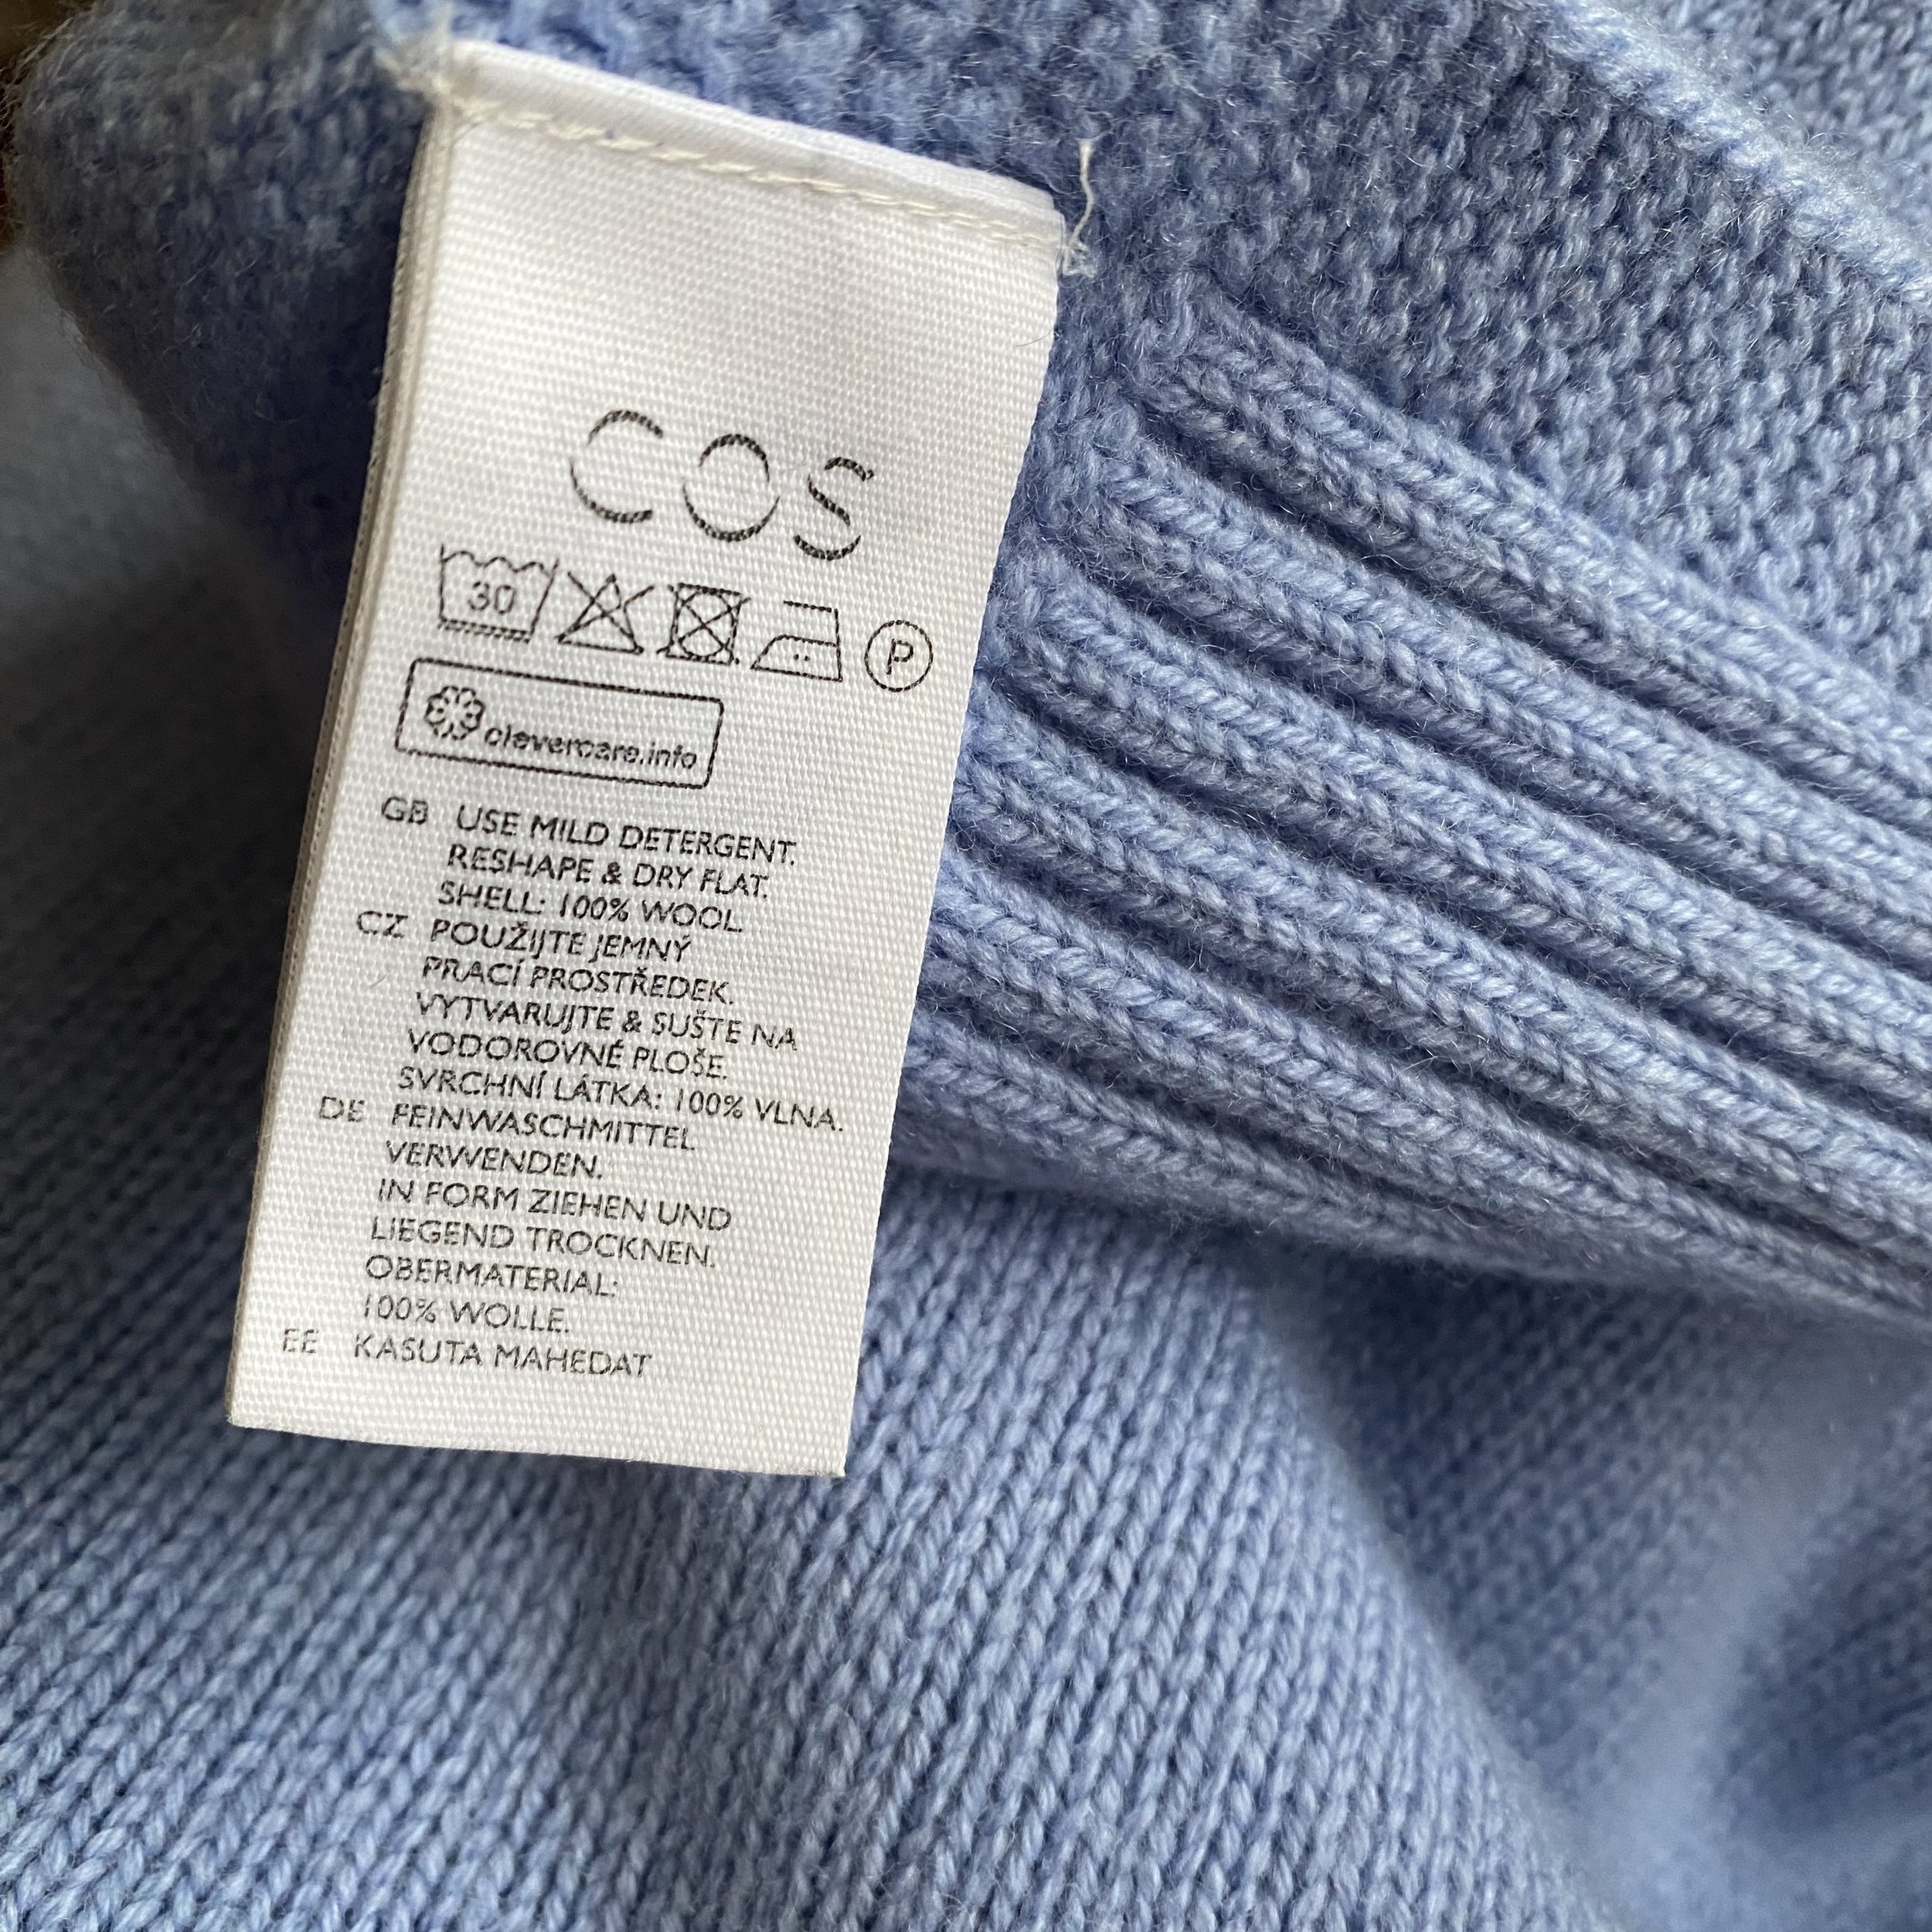 COS
30
P
clevercare.info
GB USE MILD DETERGENT.
RESHAPE & DRY FLAT.
SHELL: 100% WOOL.
CZ POUŽIJTE JEMNÝ
PRACÍ PROSTŘEDEK.
VYTVARUJTE & SUŠTE NA
VODOROVNÉ PLOŠE.
SVRCHNÍ LÁTKA: 100% VLNA.
DE FEINWASCHMITTEL
VERWENDEN.
IN FORM ZIEHEN UND
LIEGEND TROCKNEN.
OBERMATERIAL:
100% WOLLE.
EE KASUTA MAHEDAT